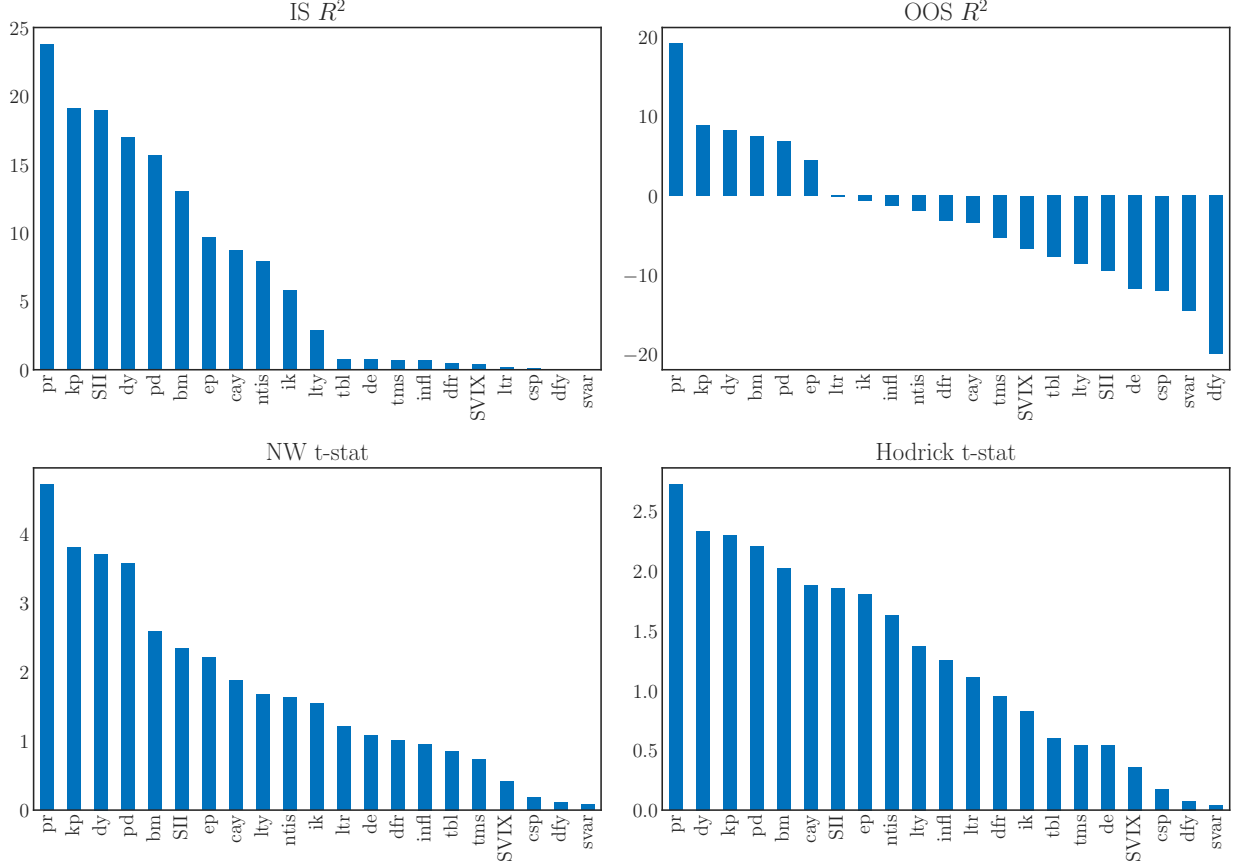 IS R²
25
20
15
10
5
0
pr kp SII dy pd bm ep cay ntis ik lty tbl de tms infl dfr SVIX ltr csp dfy svar
OOS R²
20
10
0
−10
−20
pr kp dy bm pd ep ltr ik infl ntis dfr cay tms SVIX tbl lty SII de csp svar dfy
NW t-stat
4
3
2
1
0
pr kp dy pd bm SII ep cay lty ntis ik ltr de dfr infl tbl tms SVIX csp dfy svar
Hodrick t-stat
2.5
2.0
1.5
1.0
0.5
0.0
pr dy kp pd bm cay SII ep ntis lty infl ltr dfr ik tbl tms de SVIX csp dfy svar